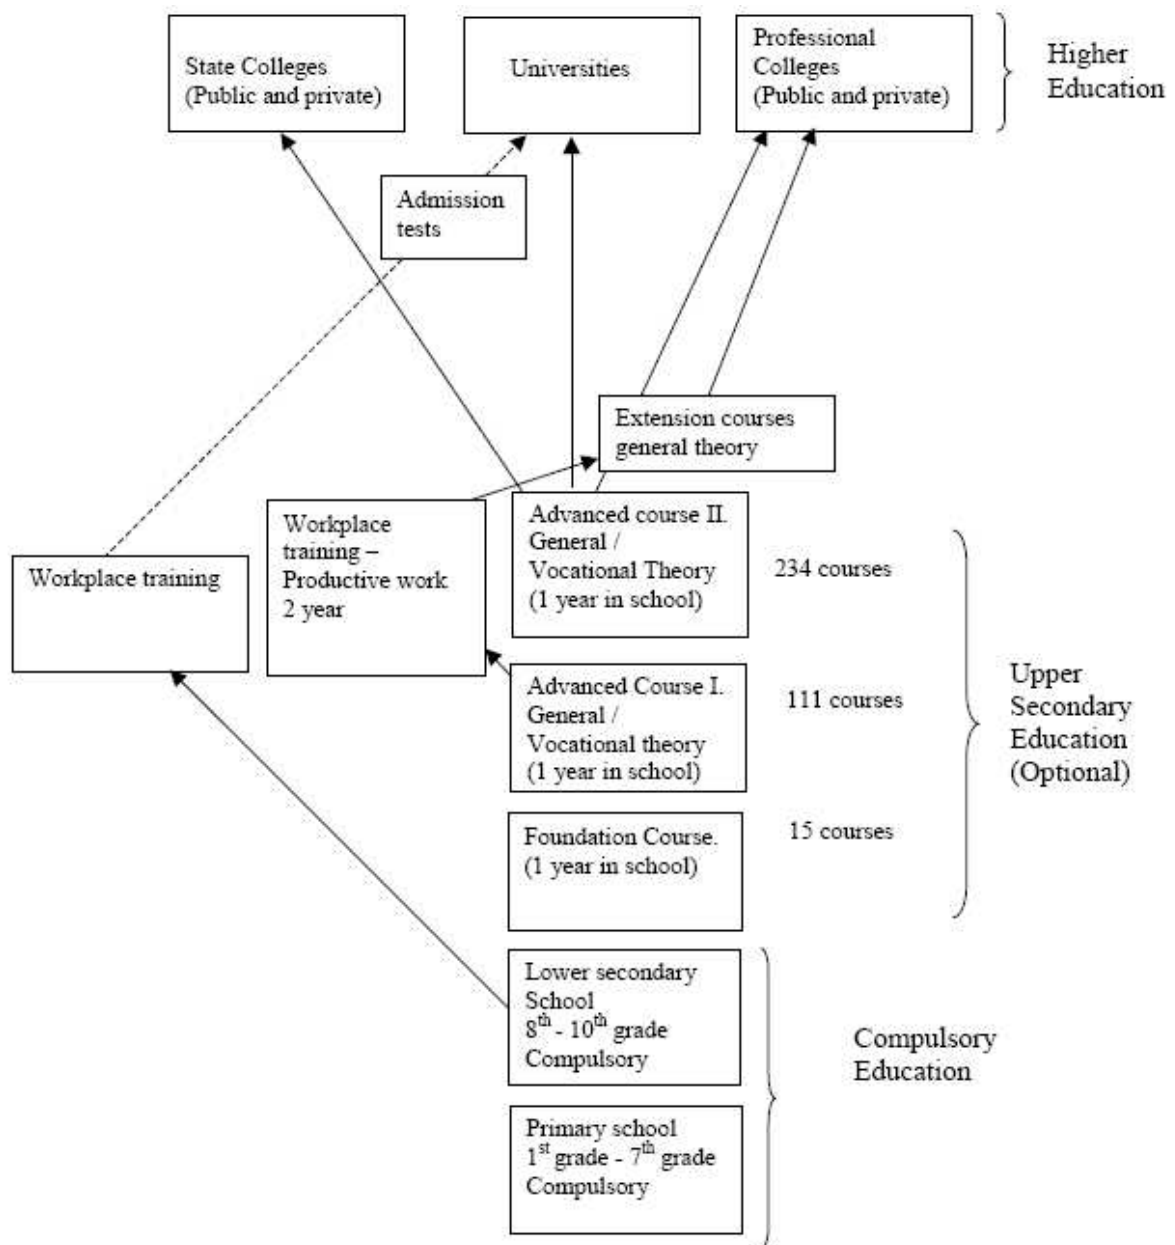 State Colleges
(Public and private)
Universities
Professional
Colleges
(Public and private)
Higher
Education
Admission
tests
Extension courses
general theory
Workplace training
Workplace
training –
Productive work
2 year
Advanced course II.
General /
Vocational Theory
(1 year in school)
234 courses
Advanced Course I.
General /
Vocational theory
(1 year in school)
111 courses
Upper
Secondary
Education
(Optional)
Foundation Course.
(1 year in school)
15 courses
Lower secondary
School
8th - 10th grade
Compulsory
Compulsory
Education
Primary school
1st grade - 7th grade
Compulsory